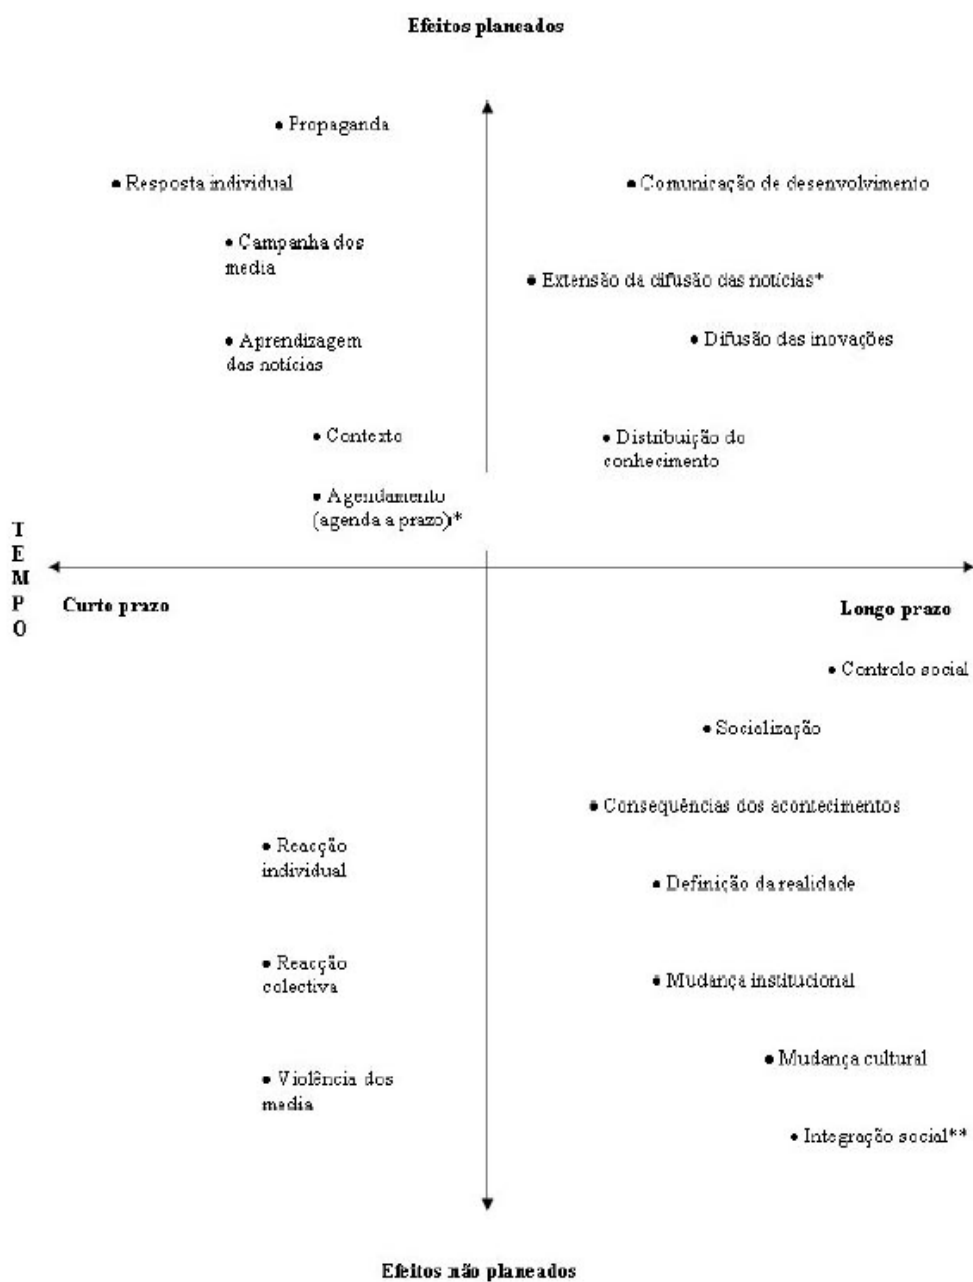 Efeitos planeados
• Propaganda
• Resposta individual
• Comunicação de desenvolvimento
• Campanha dos
media
• Extensão da difusão das notícias*
• Aprendizagem
das notícias
• Difusão das inovações
• Contexto
• Distribuição do
conhecimento
• Agendamento
(agenda a prazo)*
T
E
M
P
O
Curto prazo
Longo prazo
• Controlo social
• Socialização
• Consequências dos acontecimentos
• Reacção
individual
• Definição da realidade
• Reacção
colectiva
• Mudança institucional
• Mudança cultural
• Violência dos
media
• Integração social**
Efeitos não planeados